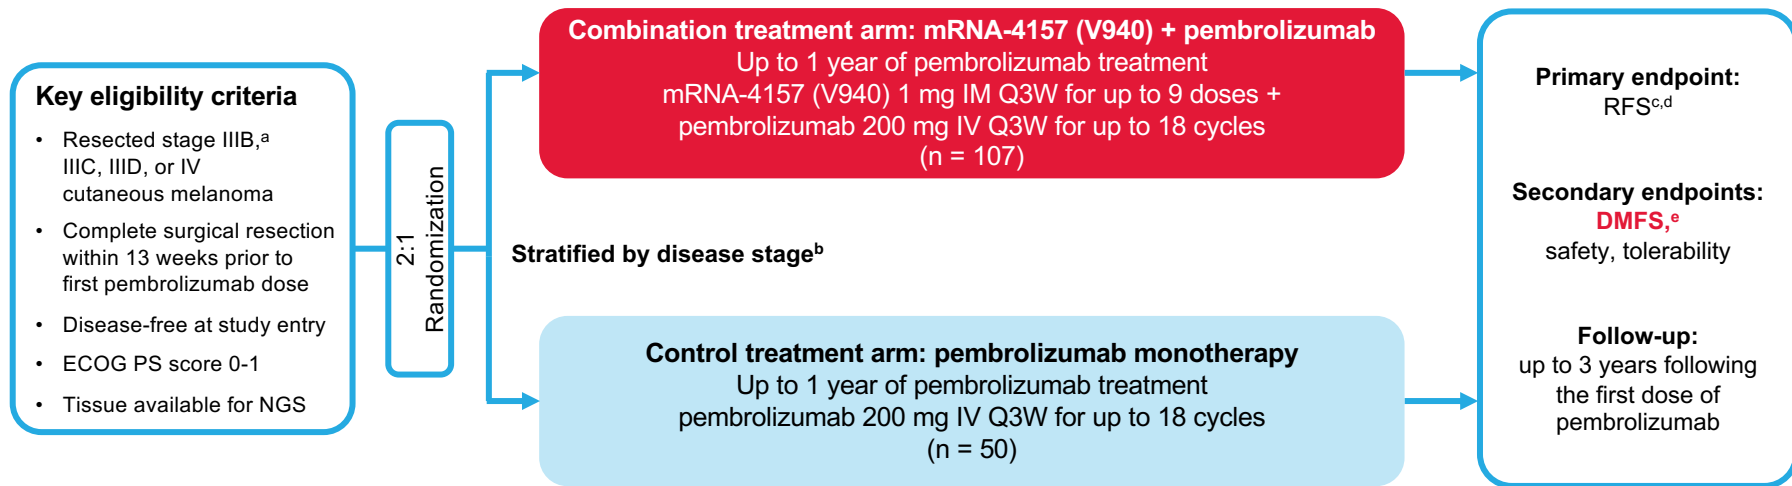 Key eligibility criteria
• Resected stage IIIB,ᵃ
IIIC, IIID, or IV
cutaneous melanoma
• Complete surgical resection
within 13 weeks prior to
first pembrolizumab dose
• Disease-free at study entry
• ECOG PS score 0-1
• Tissue available for NGS
2:1
Randomization
Combination treatment arm: mRNA-4157 (V940) + pembrolizumab
Up to 1 year of pembrolizumab treatment
mRNA-4157 (V940) 1 mg IM Q3W for up to 9 doses +
pembrolizumab 200 mg IV Q3W for up to 18 cycles
(n = 107)
Stratified by disease stageᵇ
Control treatment arm: pembrolizumab monotherapy
Up to 1 year of pembrolizumab treatment
pembrolizumab 200 mg IV Q3W for up to 18 cycles
(n = 50)
Primary endpoint:
RFSᶜ,ᵈ
Secondary endpoints:
DMFS,ᵉ
safety, tolerability
Follow-up:
up to 3 years following
the first dose of
pembrolizumab